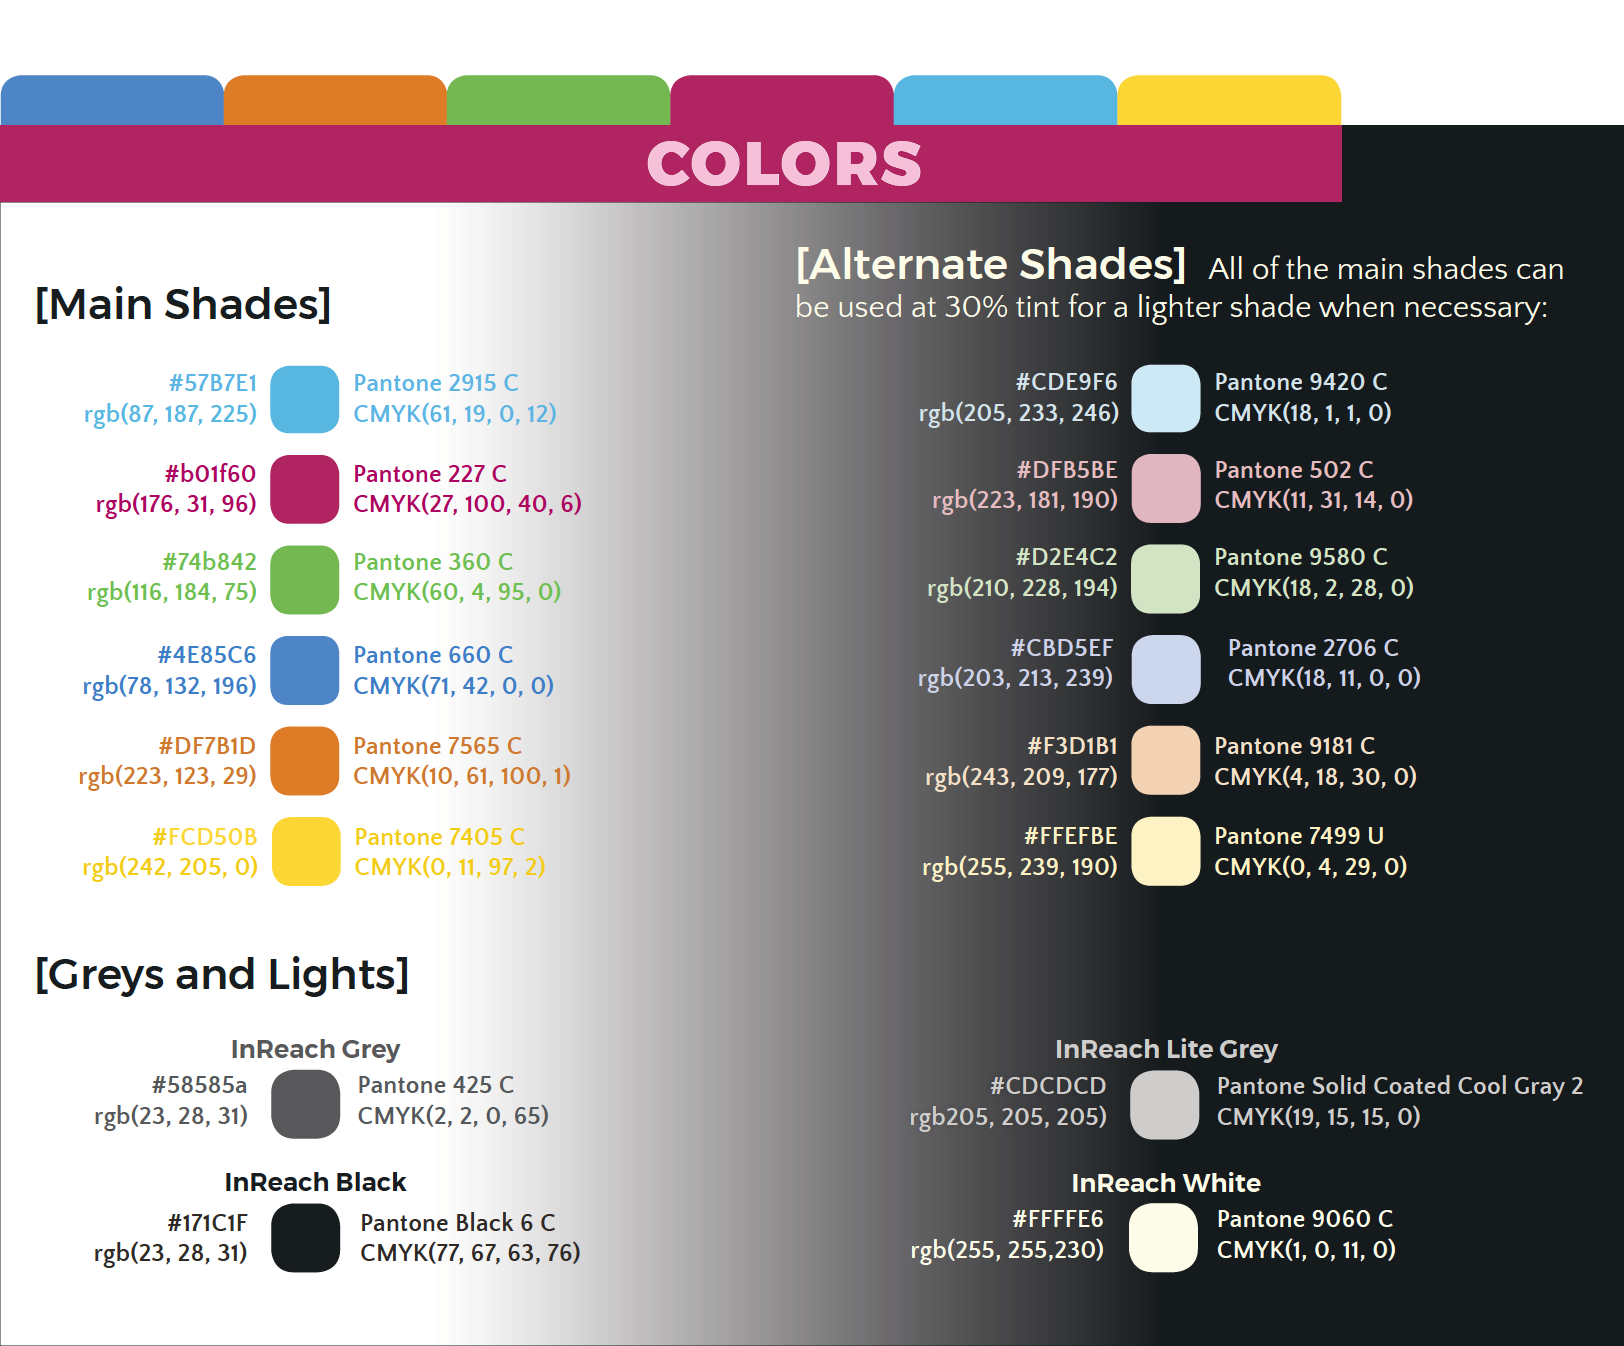 COLORS
[Main Shades]
#57B7E1
rgb(87, 187, 225)
Pantone 2915 C
CMYK(61, 19, 0, 12)
#b01f60
rgb(176, 31, 96)
Pantone 227 C
CMYK(27, 100, 40, 6)
#74b842
rgb(116, 184, 75)
Pantone 360 C
CMYK(60, 4, 95, 0)
#4E85C6
rgb(78, 132, 196)
Pantone 660 C
CMYK(71, 42, 0, 0)
#DF7B1D
rgb(223, 123, 29)
Pantone 7565 C
CMYK(10, 61, 100, 1)
#FCD50B
rgb(242, 205, 0)
Pantone 7405 C
CMYK(0, 11, 97, 2)
[Alternate Shades] All of the main shades can
be used at 30% tint for a lighter shade when necessary:
#CDE9F6
rgb(205, 233, 246)
Pantone 9420 C
CMYK(18, 1, 1, 0)
#DFB5BE
rgb(223, 181, 190)
Pantone 502 C
CMYK(11, 31, 14, 0)
#D2E4C2
rgb(210, 228, 194)
Pantone 9580 C
CMYK(18, 2, 28, 0)
#CBD5EF
rgb(203, 213, 239)
Pantone 2706 C
CMYK(18, 11, 0, 0)
#F3D1B1
rgb(243, 209, 177)
Pantone 9181 C
CMYK(4, 18, 30, 0)
#FFEFBE
rgb(255, 239, 190)
Pantone 7499 U
CMYK(0, 4, 29, 0)
[Greys and Lights]
InReach Grey
#58585a
rgb(23, 28, 31)
Pantone 425 C
CMYK(2, 2, 0, 65)
InReach Black
#171C1F
rgb(23, 28, 31)
Pantone Black 6 C
CMYK(77, 67, 63, 76)
InReach Lite Grey
#CDCDCD
rgb205, 205, 205)
Pantone Solid Coated Cool Gray 2
CMYK(19, 15, 15, 0)
InReach White
#FFFFE6
rgb(255, 255,230)
Pantone 9060 C
CMYK(1, 0, 11, 0)